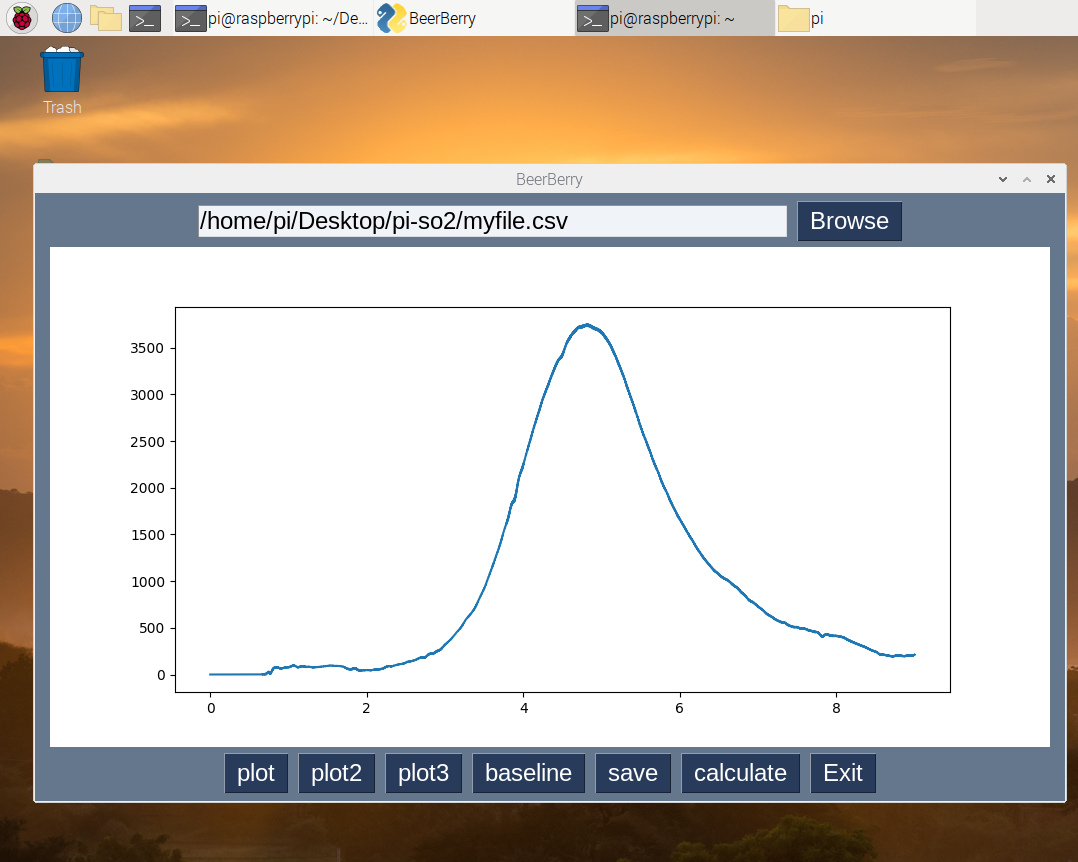 pi@raspberrypi: ~/De... BeerBerry pi@raspberrypi: ~ pi
Trash
BeerBerry
/home/pi/Desktop/pi-so2/myfile.csv Browse
3500
3000
2500
2000
1500
1000
500
0
0 2 4 6 8
plot plot2 plot3 baseline save calculate Exit